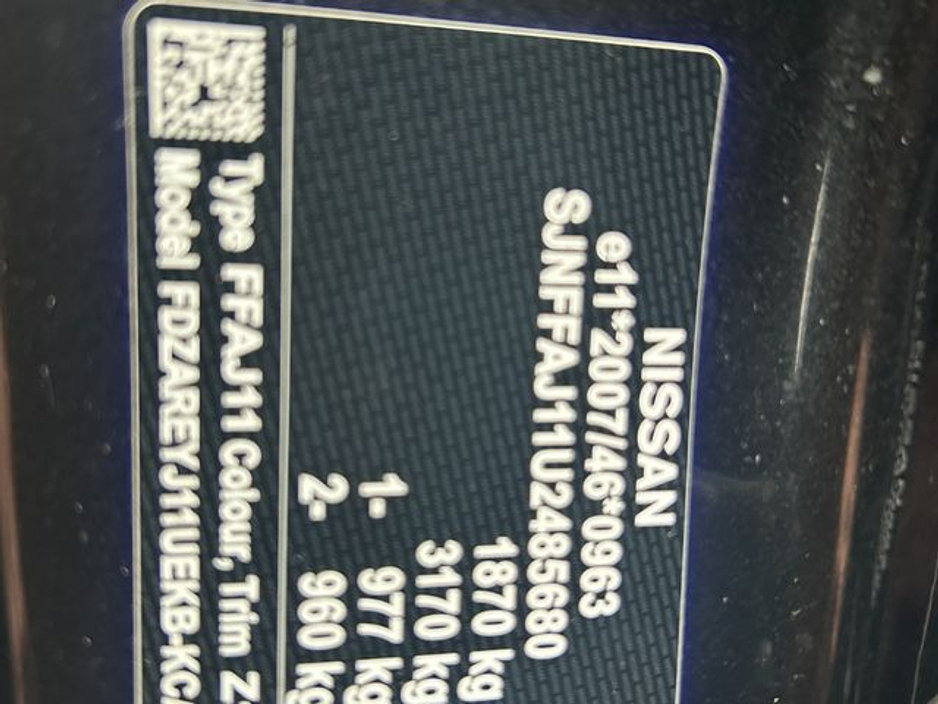 NISSAN
e11*2007/46*0963
SJNFFAJ11U2485680
1870 kg
3170 kg
1- 977 kg
2- 960 kg
Type FFAJ11 Colour,Trim Z
Model FDZAREYJ11UEKB-KC